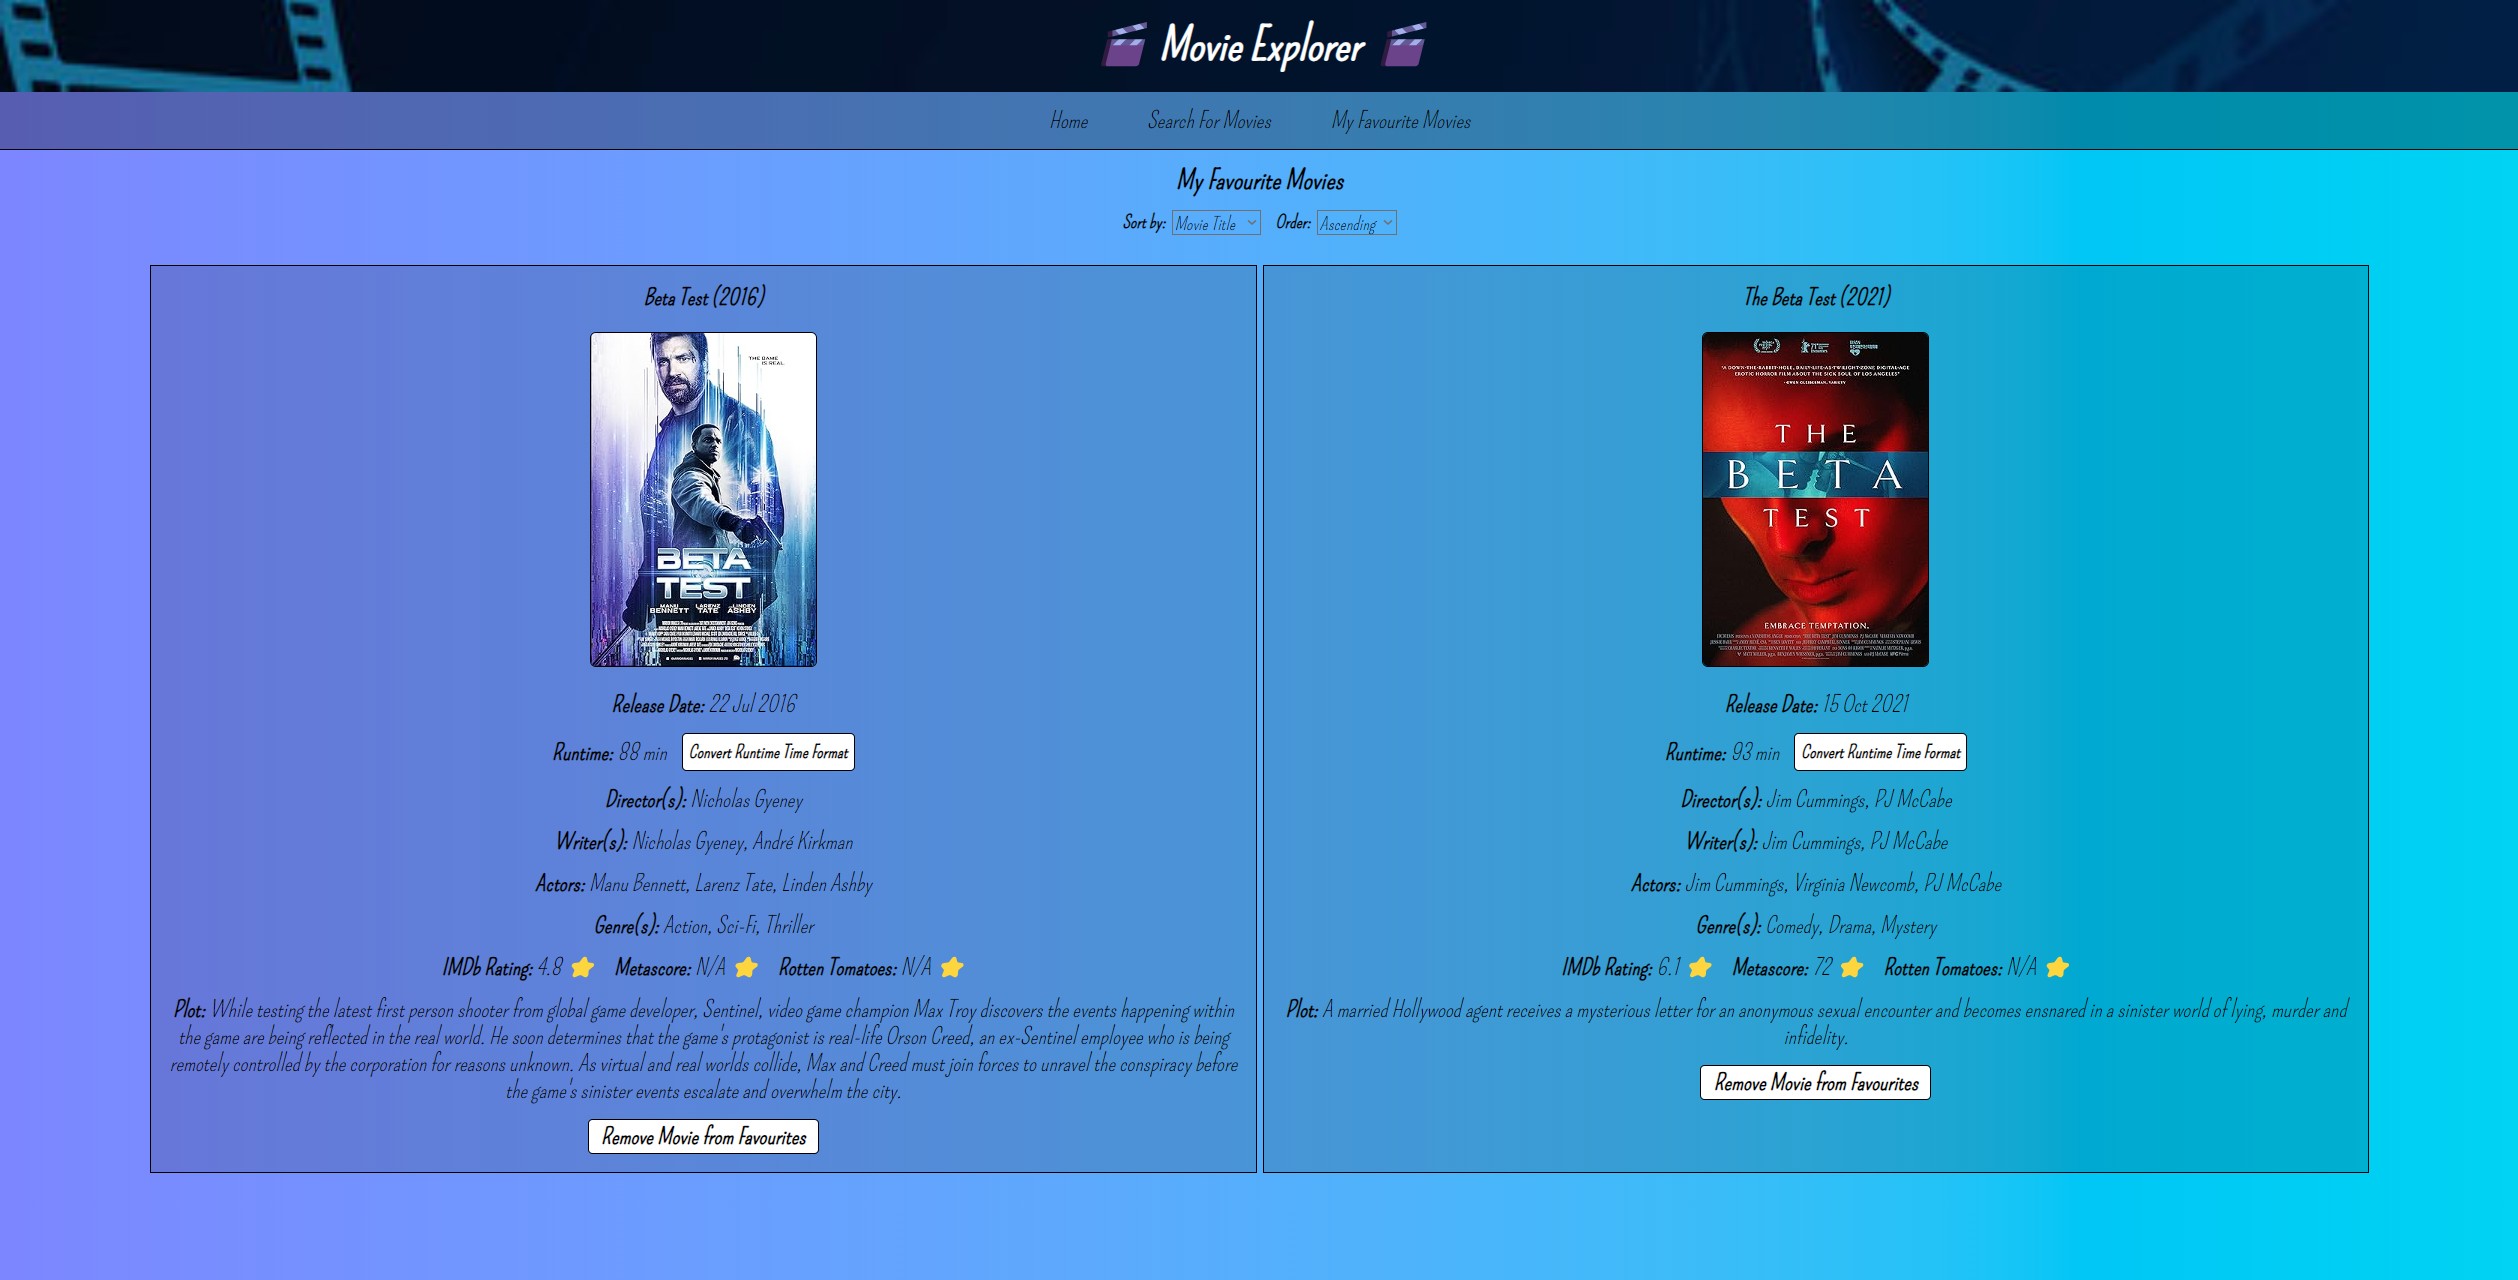 Movie Explorer
Home Search For Movies My Favourite Movies
My Favourite Movies
Sort by: Movie Title Order: Ascending
Beta Test (2016)
THE GAME
IS REAL
BETA
TEST
MANU BENNETT LARENZ TATE LINDEN ASHBY
Release Date: 22 Jul 2016
Runtime: 88 min Convert Runtime Time Format
Director(s): Nicholas Gyeney
Writer(s): Nicholas Gyeney, André Kirkman
Actors: Manu Bennett, Larenz Tate, Linden Ashby
Genre(s): Action, Sci-Fi, Thriller
IMDb Rating: 4.8 Metascore: N/A Rotten Tomatoes: N/A
Plot: While testing the latest first person shooter from global game developer, Sentinel, video game champion Max Troy discovers the events happening within
the game are being reflected in the real world. He soon determines that the game's protagonist is real-life Orson Creed, an ex-Sentinel employee who is being
remotely controlled by the corporation for reasons unknown. As virtual and real worlds collide, Max and Creed must join forces to unravel the conspiracy before
the game's sinister events escalate and overwhelm the city.
Remove Movie from Favourites
The Beta Test (2021)
"A DOWN-THE-RABBIT-HOLE, DAILY-LIFE-AS-TWILIGHT-ZONE DIGITAL-AGE
EROTIC HORROR FILM ABOUT THE SICK SOUL OF LOS ANGELES"
-OWEN GLEIBERMAN, VARIETY
THE
BETA
TEST
EMBRACE TEMPTATION.
Release Date: 15 Oct 2021
Runtime: 93 min Convert Runtime Time Format
Director(s): Jim Cummings, PJ McCabe
Writer(s): Jim Cummings, PJ McCabe
Actors: Jim Cummings, Virginia Newcomb, PJ McCabe
Genre(s): Comedy, Drama, Mystery
IMDb Rating: 6.1 Metascore: 72 Rotten Tomatoes: N/A
Plot: A married Hollywood agent receives a mysterious letter for an anonymous sexual encounter and becomes ensnared in a sinister world of lying, murder and
infidelity.
Remove Movie from Favourites